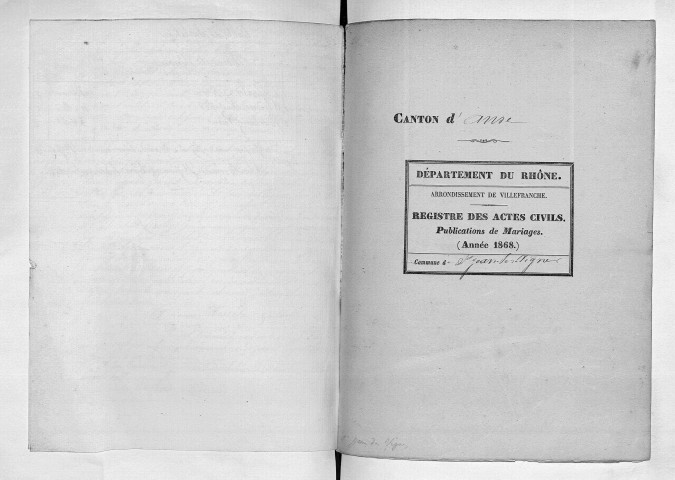 CANTON d'anse
DÉPARTEMENT DU RHÔNE.
ARRONDISSEMENT DE VILLEFRANCHE.
REGISTRE DES ACTES CIVILS.
Publications de Mariages.
(Année 1868.)
Commune de St Jean des Vignes